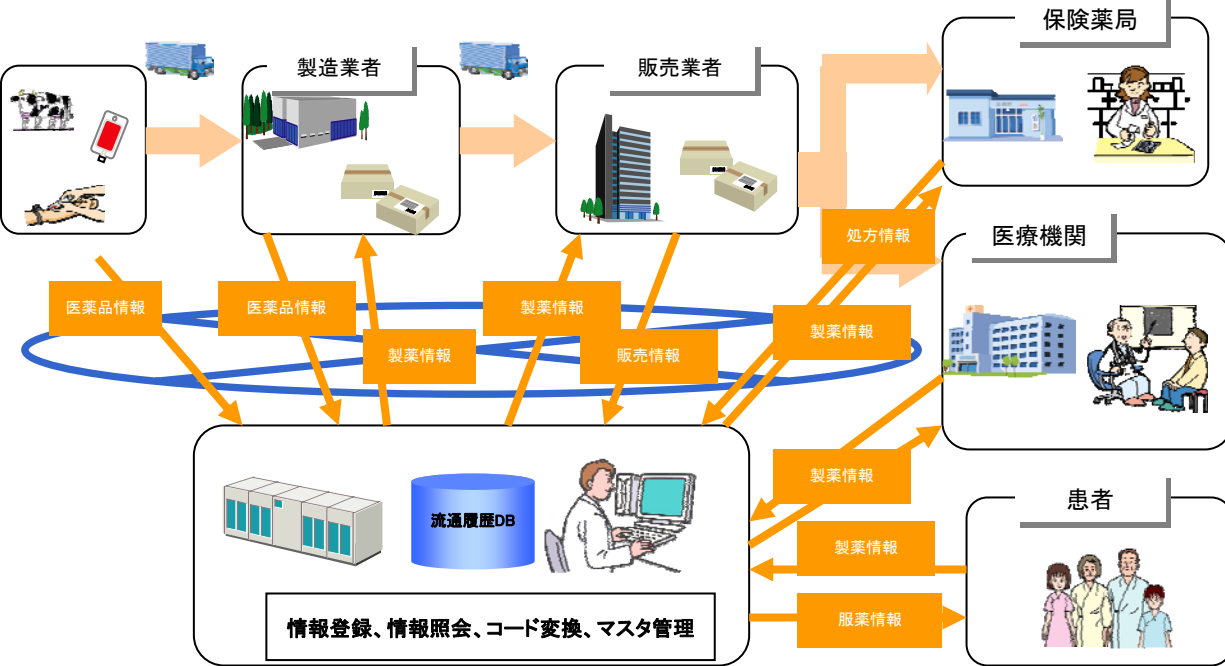 保険薬局
製造業者
販売業者
処方情報
医療機関
医薬品情報
医薬品情報
製薬情報
製薬情報
製薬情報
販売情報
製薬情報
患者
流通履歴DB
製薬情報
服薬情報
情報登録、情報照会、コード変換、マスタ管理